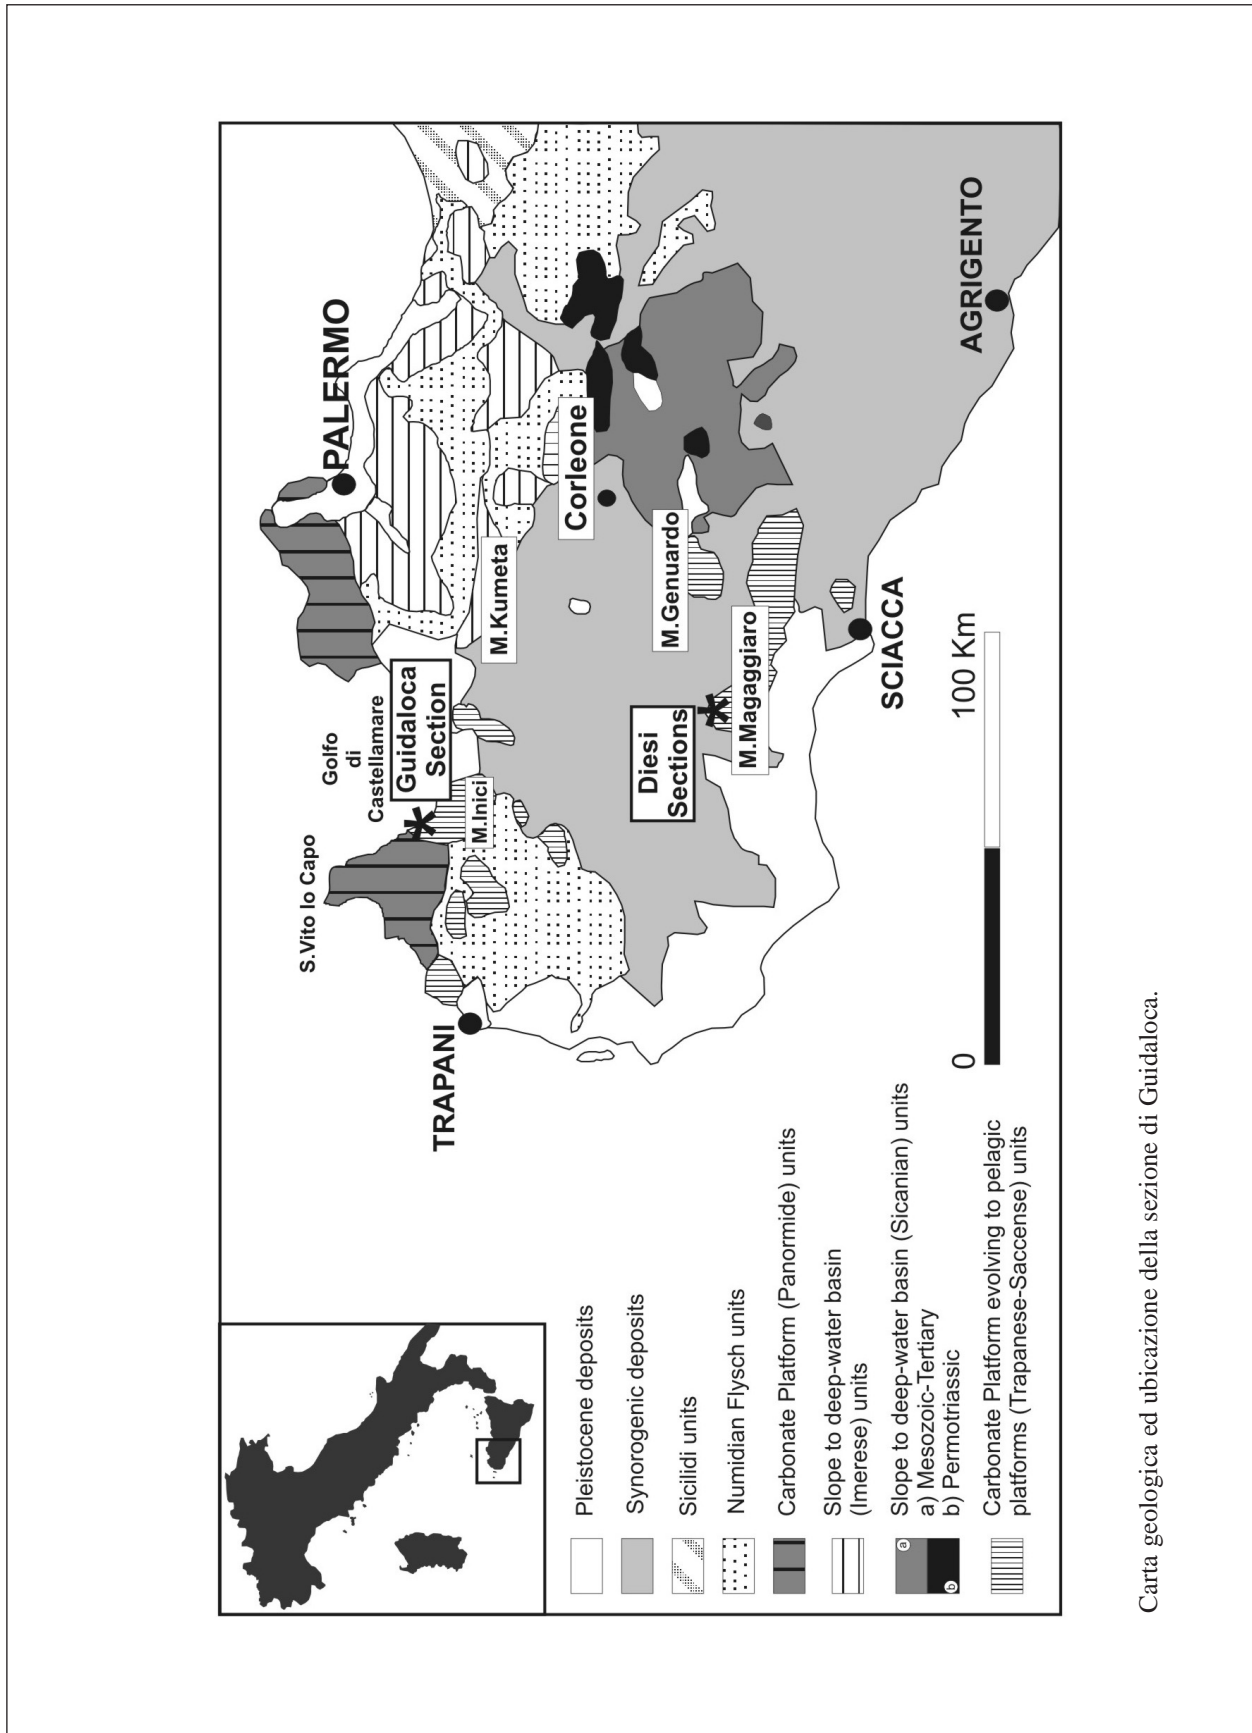 S.Vito lo Capo
Golfo
di
Castellamare
PALERMO
TRAPANI
Guidaloca
Section
M.Inici
M.Kumeta
Corleone
Diesi
Sections
M.Genuardo
M.Magaggiaro
SCIACCA
AGRIGENTO
0
100 Km
Pleistocene deposits
Synorogenic deposits
Sicilidi units
Numidian Flysch units
Carbonate Platform (Panormide) units
Slope to deep-water basin
(Imerese) units
a
b
Slope to deep-water basin (Sicanian) units
a) Mesozoic-Tertiary
b) Permotriassic
Carbonate Platform evolving to pelagic
platforms (Trapanese-Saccense) units
Carta geologica ed ubicazione della sezione di Guidaloca.